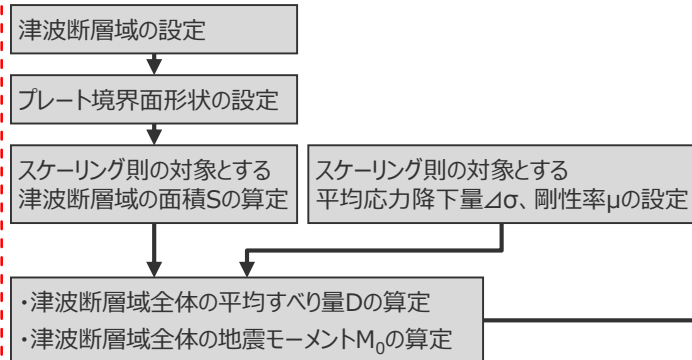 津波断層域の設定
プレート境界面形状の設定
スケーリング則の対象とする
津波断層域の面積Sの算定
スケーリング則の対象とする
平均応力降下量⊿σ、剛性率μの設定
・津波断層域全体の平均すべり量Dの算定
・津波断層域全体の地震モーメントM₀の算定